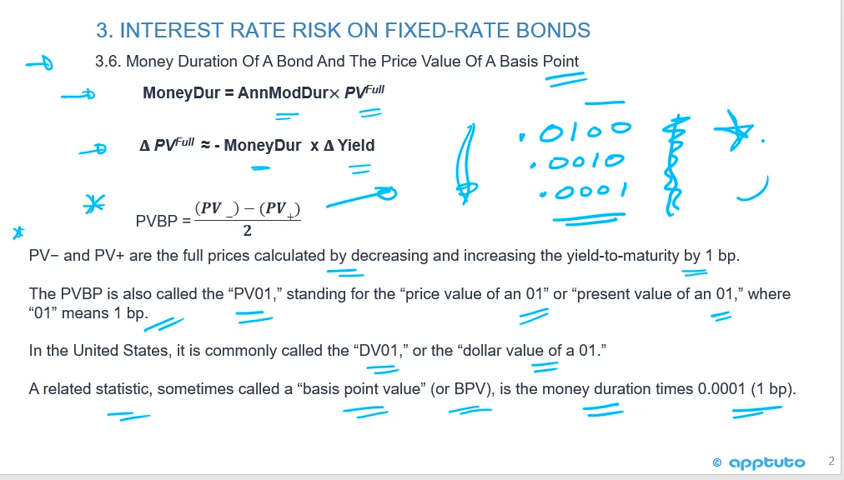 3. INTEREST RATE RISK ON FIXED-RATE BONDS
3.6. Money Duration Of A Bond And The Price Value Of A Basis Point
MoneyDur = AnnModDur× PV^Full
Δ PV^Full ≈ - MoneyDur x Δ Yield
.0100
.0010
.0001
PVBP = (PV_−) − (PV_+) / 2
PV− and PV+ are the full prices calculated by decreasing and increasing the yield-to-maturity by 1 bp.
The PVBP is also called the “PV01,” standing for the “price value of an 01” or “present value of an 01,” where
“01” means 1 bp.
In the United States, it is commonly called the “DV01,” or the “dollar value of a 01.”
A related statistic, sometimes called a “basis point value” (or BPV), is the money duration times 0.0001 (1 bp).
© apptuto
2